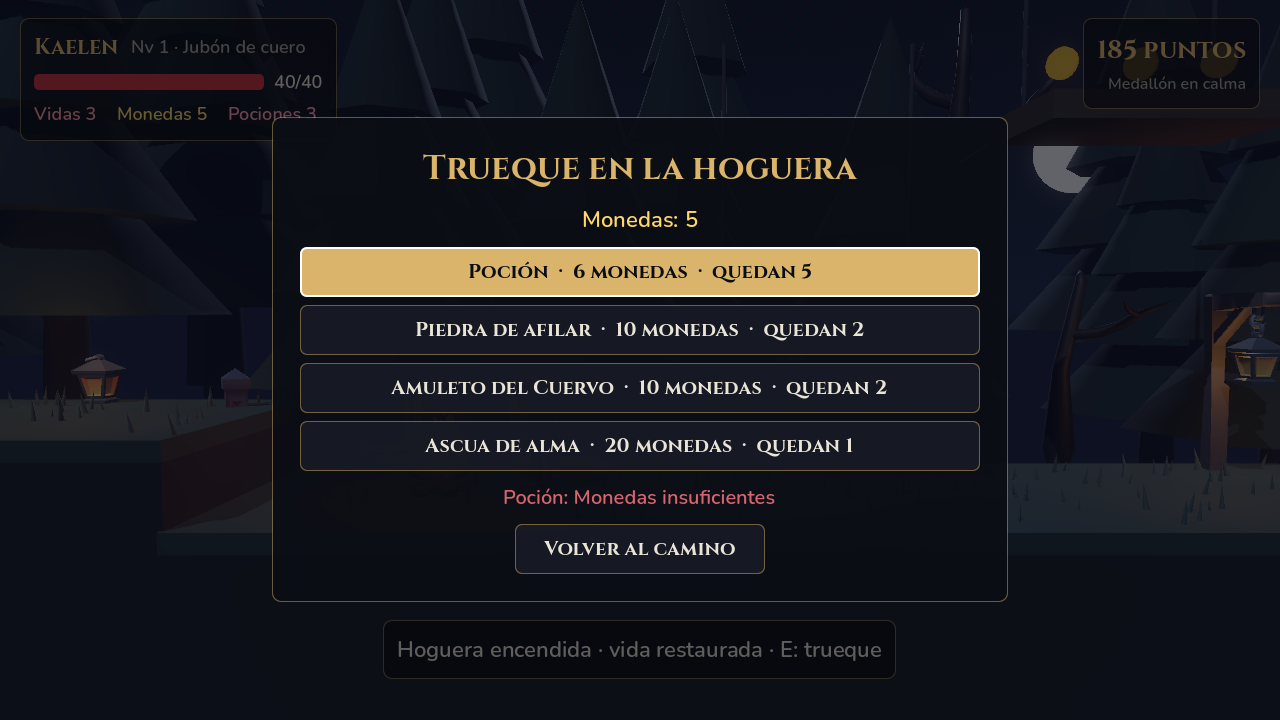 Kaelen Nv 1 · Jubón de cuero
40/40
Vidas 3 Monedas 5 Pociones 3
185 puntos
Medallón en calma
Trueque en la hoguera
Monedas: 5
Poción · 6 monedas · quedan 5
Piedra de afilar · 10 monedas · quedan 2
Amuleto del Cuervo · 10 monedas · quedan 2
Ascua de alma · 20 monedas · quedan 1
Poción: Monedas insuficientes
Volver al camino
Hoguera encendida · vida restaurada · E: trueque